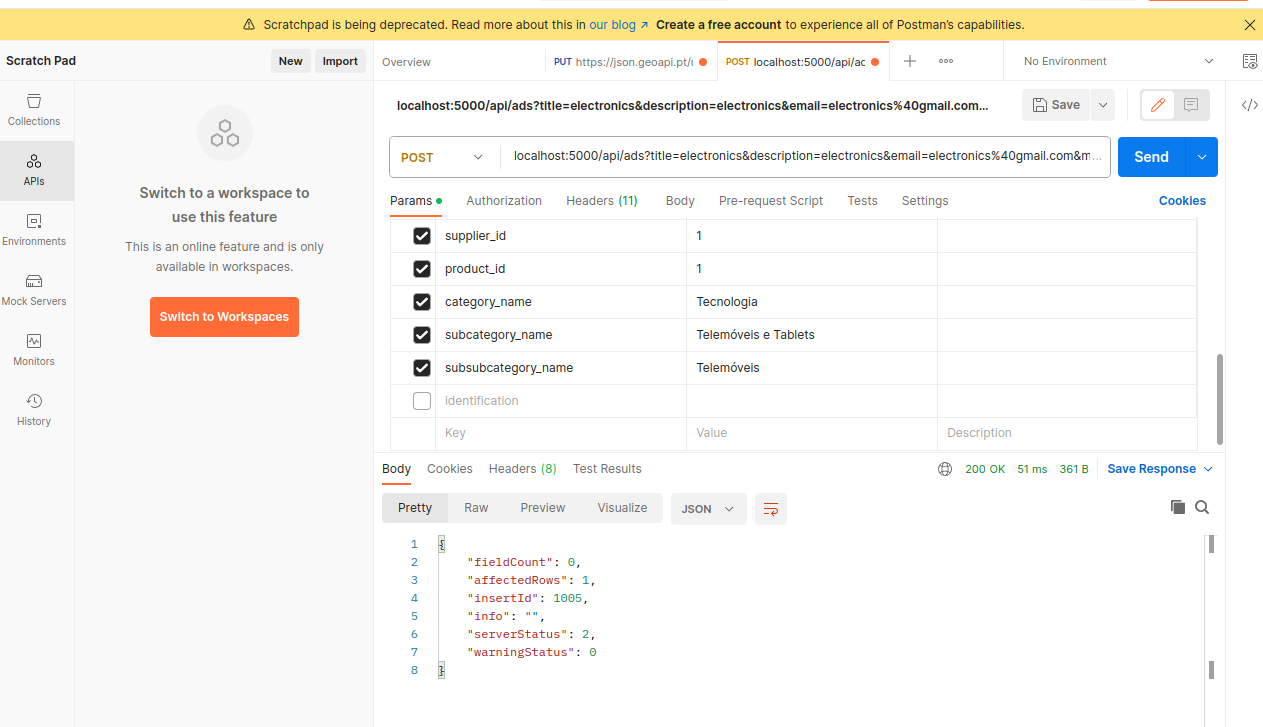 Scratchpad is being deprecated. Read more about this in our blog ↗ Create a free account to experience all of Postman's capabilities.
Scratch Pad
New
Import
Overview
PUT https://json.geoapi.pt/
POST localhost:5000/api/ac
No Environment
Collections
APIs
Environments
Mock Servers
Monitors
History
Switch to a workspace to
use this feature
This is an online feature and is only
available in workspaces.
Switch to Workspaces
localhost:5000/api/ads?title=electronics&description=electronics&email=electronics%40gmail.com...
Save
</>
POST
localhost:5000/api/ads?title=electronics&description=electronics&email=electronics%40gmail.com&m...
Send
Params
Authorization
Headers (11)
Body
Pre-request Script
Tests
Settings
Cookies
supplier_id 1
product_id 1
category_name Tecnologia
subcategory_name Telemóveis e Tablets
subsubcategory_name Telemóveis
identification
Key Value Description
Body
Cookies
Headers (8)
Test Results
200 OK
51 ms
361 B
Save Response
Pretty
Raw
Preview
Visualize
JSON
1 {
2 "fieldCount": 0,
3 "affectedRows": 1,
4 "insertId": 1005,
5 "info": "",
6 "serverStatus": 2,
7 "warningStatus": 0
8 }